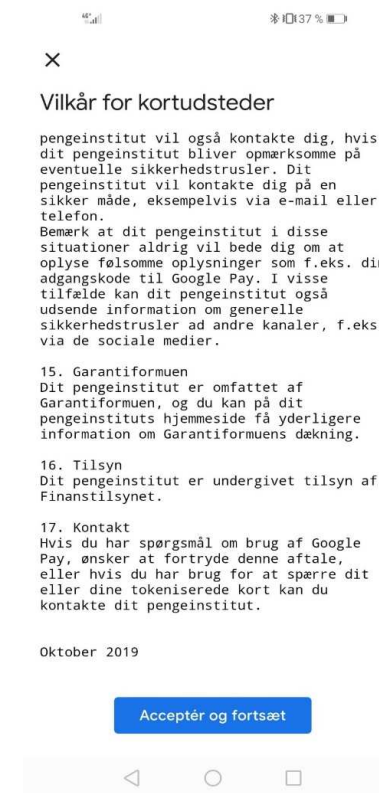 37 %
Vilkår for kortudsteder
pengeinstitut vil også kontakte dig, hvis
dit pengeinstitut bliver opmærksomme på
eventuelle sikkerhedstrusler. Dit
pengeinstitut vil kontakte dig på en
sikker måde, eksempelvis via e-mail eller
telefon.
Bemærk at dit pengeinstitut i disse
situationer aldrig vil bede dig om at
oplyse følsomme oplysninger som f.eks. din
adgangskode til Google Pay. I visse
tilfælde kan dit pengeinstitut også
udsende information om generelle
sikkerhedstrusler ad andre kanaler, f.eks
via de sociale medier.
15. Garantiformuen
Dit pengeinstitut er omfattet af
Garantiformuen, og du kan på dit
pengeinstituts hjemmeside få yderligere
information om Garantiformuens dækning.
16. Tilsyn
Dit pengeinstitut er undergivet tilsyn af
Finanstilsynet.
17. Kontakt
Hvis du har spørgsmål om brug af Google
Pay, ønsker at fortryde denne aftale,
eller hvis du har brug for at spærre dit
eller dine tokeniserede kort kan du
kontakte dit pengeinstitut.
Oktober 2019
Acceptér og fortsæt